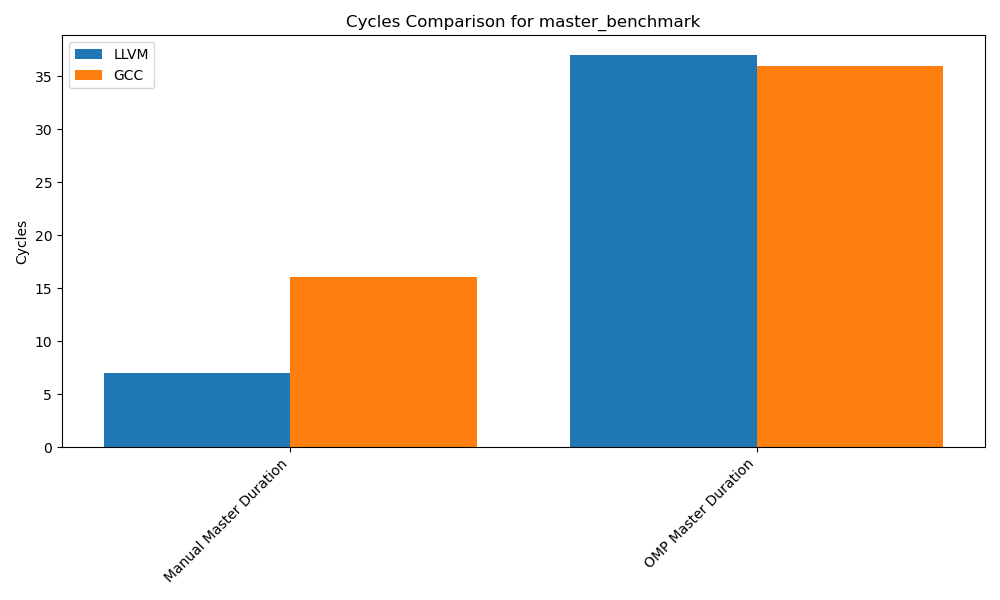 Cycles Comparison for master_benchmark
LLVM
GCC
Cycles
35
30
25
20
15
10
5
0
Manual Master Duration
OMP Master Duration